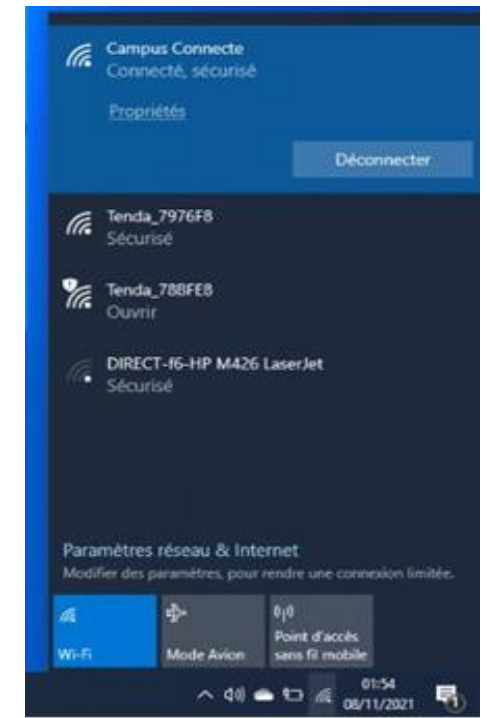 Campus Connecte
Connecté, sécurisé
Propriétés
Déconnecter
Tenda_7976F8
Sécurisé
Tenda_788FE8
Ouvrir
DIRECT-f6-HP M426 LaserJet
Sécurisé
Paramètres réseau & Internet
Modifier des paramètres, pour rendre une connexion limitée.
Wi-Fi
Mode Avion
Point d'accès
sans fil mobile
01:54
08/11/2021
1